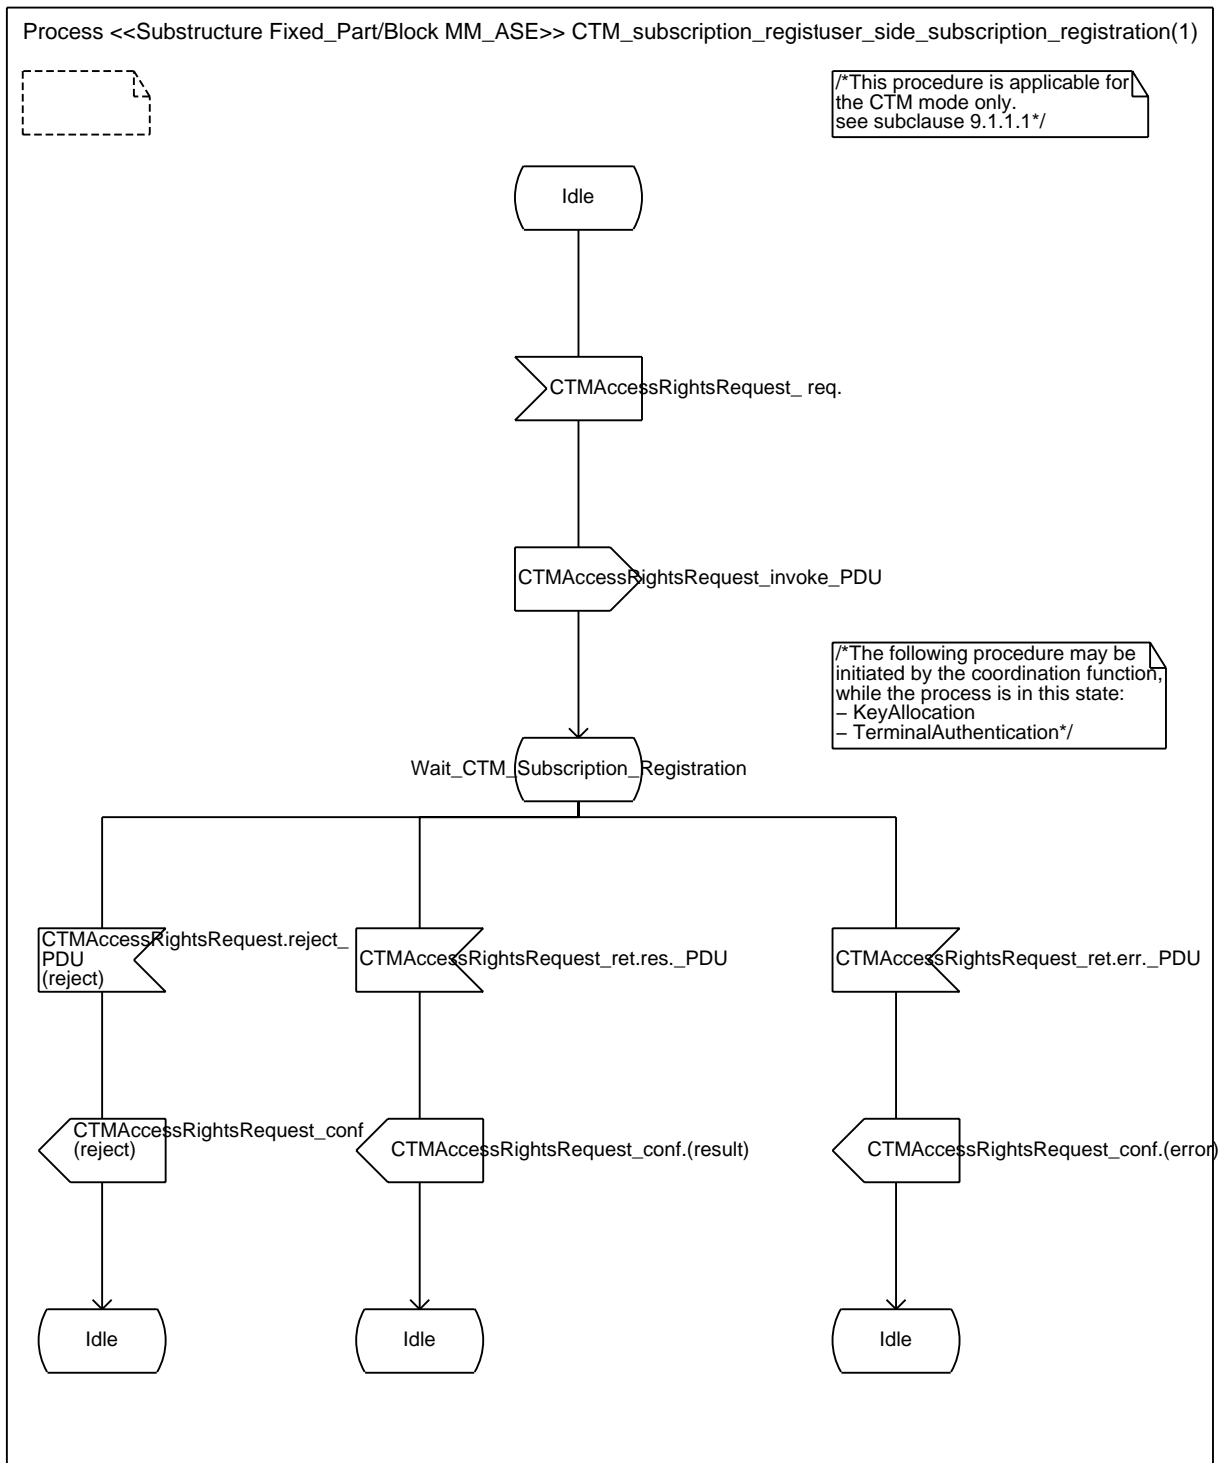 Process <<Substructure Fixed_Part/Block MM_ASE>> CTM_subscription_registuser_side_subscription_registration(1)
/*This procedure is applicable for
the CTM mode only.
see subclause 9.1.1.1*/
Idle
CTMAccessRightsRequest_ req.
CTMAccessRightsRequest_invoke_PDU
/*The following procedure may be
initiated by the coordination function,
while the process is in this state:
– KeyAllocation
– TerminalAuthentication*/
Wait_CTM_Subscription_Registration
CTMAccessRightsRequest.reject_
PDU
(reject)
CTMAccessRightsRequest_ret.res._PDU
CTMAccessRightsRequest_ret.err._PDU
CTMAccessRightsRequest_conf
(reject)
CTMAccessRightsRequest_conf.(result)
CTMAccessRightsRequest_conf.(error)
Idle
Idle
Idle